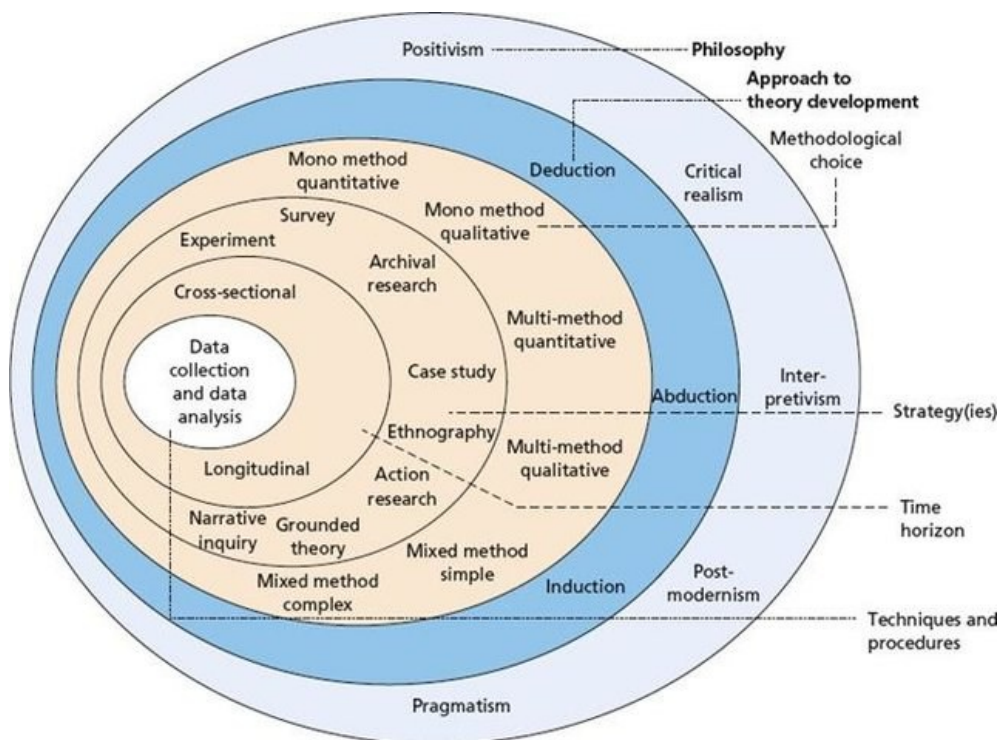 Positivism
Philosophy
Approach to
theory development
Methodological
choice
Deduction
Critical
realism
Mono method
quantitative
Mono method
qualitative
Survey
Experiment
Archival
research
Cross-sectional
Multi-method
quantitative
Data
collection
and data
analysis
Case study
Abduction
Inter-
pretivism
Strategy(ies)
Ethnography
Multi-method
qualitative
Longitudinal
Action
research
Time
horizon
Narrative
inquiry
Grounded
theory
Mixed method
simple
Mixed method
complex
Induction
Post-
modernism
Techniques and
procedures
Pragmatism